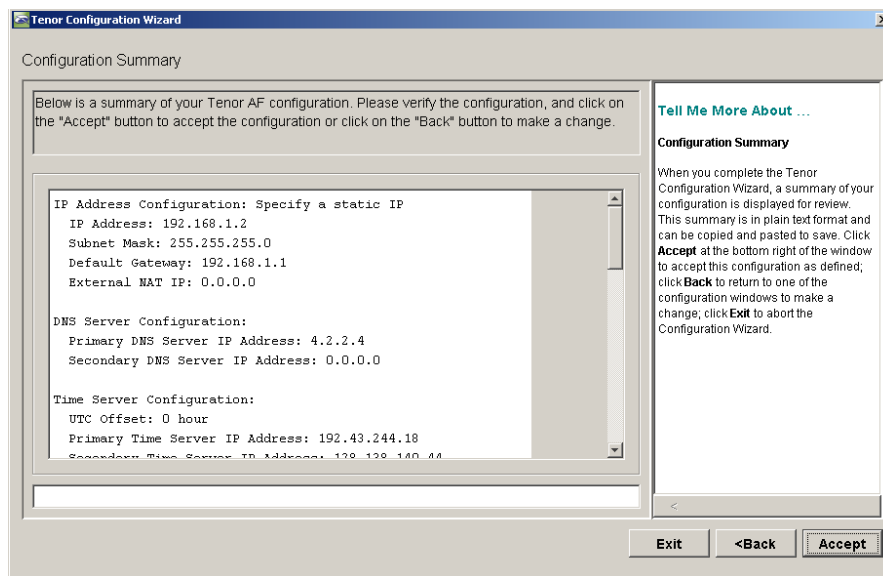 Tenor Configuration Wizard
Configuration Summary
Below is a summary of your Tenor AF configuration. Please verify the configuration, and click on
the "Accept" button to accept the configuration or click on the "Back" button to make a change.
IP Address Configuration: Specify a static IP
IP Address: 192.168.1.2
Subnet Mask: 255.255.255.0
Default Gateway: 192.168.1.1
External NAT IP: 0.0.0.0
DNS Server Configuration:
Primary DNS Server IP Address: 4.2.2.4
Secondary DNS Server IP Address: 0.0.0.0
Time Server Configuration:
UTC Offset: 0 hour
Primary Time Server IP Address: 192.43.244.18
Secondary Time Server IP Address: 128.138.140.44
Tell Me More About ...
Configuration Summary
When you complete the Tenor
Configuration Wizard, a summary of your
configuration is displayed for review.
This summary is in plain text format and
can be copied and pasted to save. Click
Accept at the bottom right of the window
to accept this configuration as defined;
click Back to return to one of the
configuration windows to make a
change; click Exit to abort the
Configuration Wizard.
<
Exit
<Back
Accept